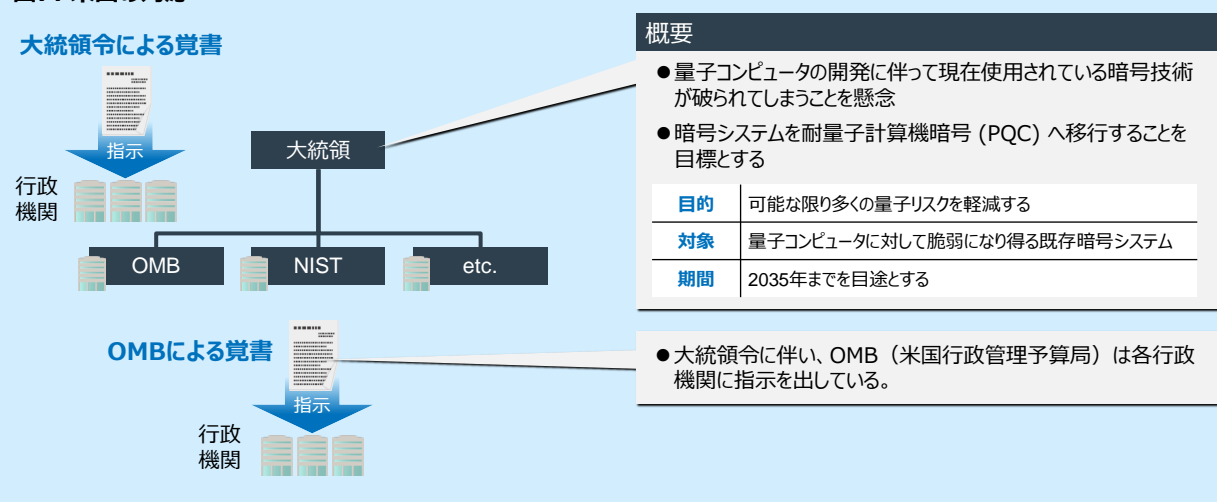 大統領令による覚書
指示
行政
機関
大統領
OMB
NIST
etc.
OMBによる覚書
指示
行政
機関
概要
●量子コンピュータの開発に伴って現在使用されている暗号技術
が破られてしまうことを懸念
●暗号システムを耐量子計算機暗号 (PQC) へ移行することを
目標とする
目的 可能な限り多くの量子リスクを軽減する
対象 量子コンピュータに対して脆弱になり得る既存暗号システム
期間 2035年までを目途とする
●大統領令に伴い、OMB（米国行政管理予算局）は各行政
機関に指示を出している。